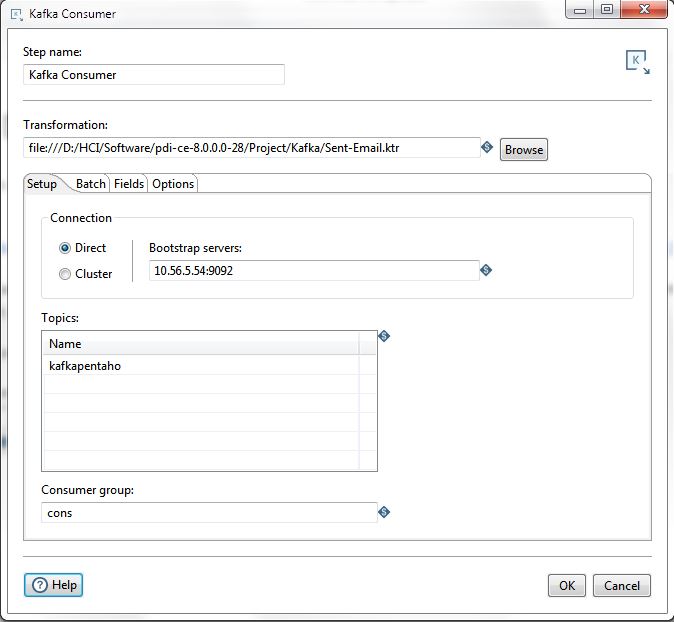 Kafka Consumer
Step name:
Kafka Consumer
K
Transformation:
file:///D:/HCI/Software/pdi-ce-8.0.0.0-28/Project/Kafka/Sent-Email.ktr
Browse
Setup Batch Fields Options
Connection
Direct
Cluster
Bootstrap servers:
10.56.5.54:9092
Topics:
Name
kafkapentaho
Consumer group:
cons
? Help
OK
Cancel